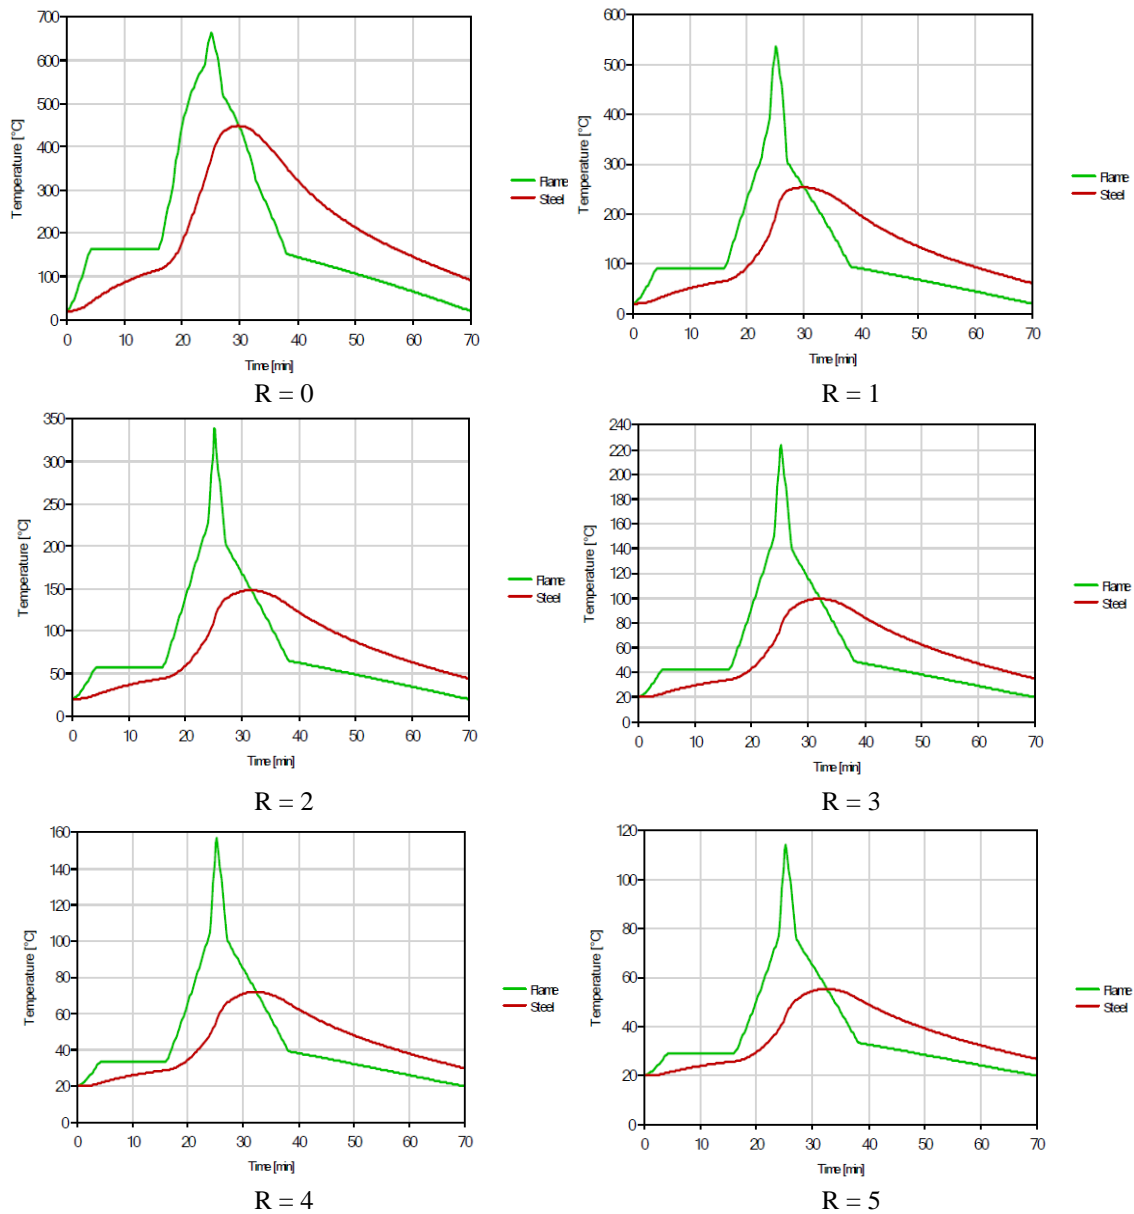 700
600
500
400
300
200
100
0
0 10 20 30 40 50 60 70
Temperature [°C]
Time [min]
Flame
Steel
R = 0
600
500
400
300
200
100
0
0 10 20 30 40 50 60 70
Temperature [°C]
Time [min]
Flame
Steel
R = 1
350
300
250
200
150
100
50
0
0 10 20 30 40 50 60 70
Temperature [°C]
Time [min]
Flame
Steel
R = 2
240
220
200
180
160
140
120
100
80
60
40
20
0
0 10 20 30 40 50 60 70
Temperature [°C]
Time [min]
Flame
Steel
R = 3
160
140
120
100
80
60
40
20
0
0 10 20 30 40 50 60 70
Temperature [°C]
Time [min]
Flame
Steel
R = 4
120
100
80
60
40
20
0
0 10 20 30 40 50 60 70
Temperature [°C]
Time [min]
Flame
Steel
R = 5